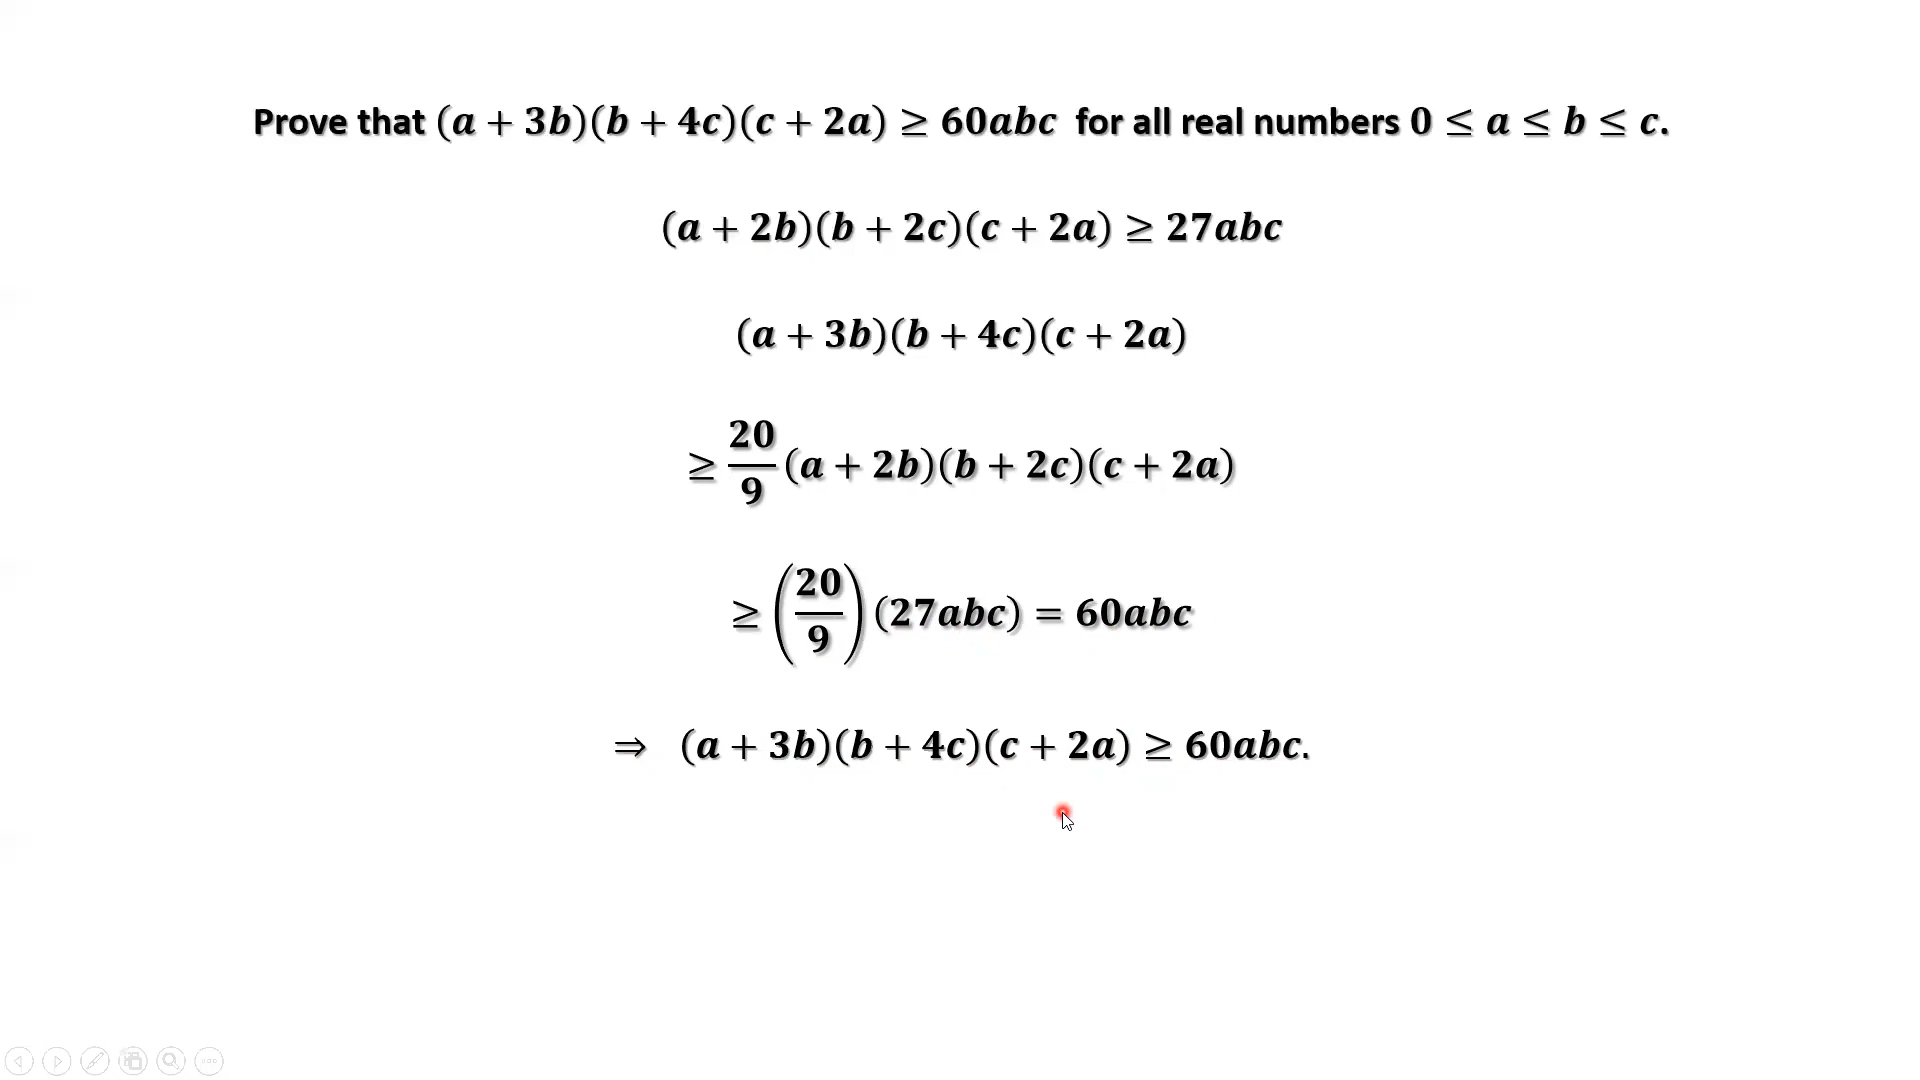 Prove that (a + 3b)(b + 4c)(c + 2a) ≥ 60abc for all real numbers 0 ≤ a ≤ b ≤ c.
(a + 2b)(b + 2c)(c + 2a) ≥ 27abc
(a + 3b)(b + 4c)(c + 2a)
≥ 20/9 (a + 2b)(b + 2c)(c + 2a)
≥ (20/9) (27abc) = 60abc
⇒ (a + 3b)(b + 4c)(c + 2a) ≥ 60abc.